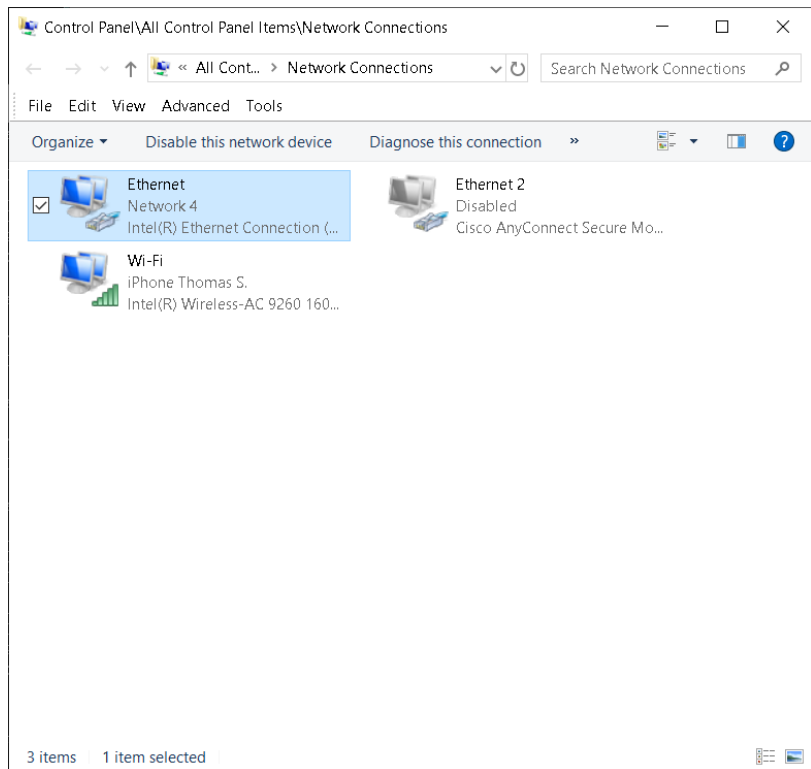 Control Panel\All Control Panel Items\Network Connections
« All Cont... > Network Connections
Search Network Connections
File Edit View Advanced Tools
Organize Disable this network device Diagnose this connection »
?
Ethernet
Network 4
Intel(R) Ethernet Connection (...
Ethernet 2
Disabled
Cisco AnyConnect Secure Mo...
Wi-Fi
iPhone Thomas S.
Intel(R) Wireless-AC 9260 160...
3 items 1 item selected